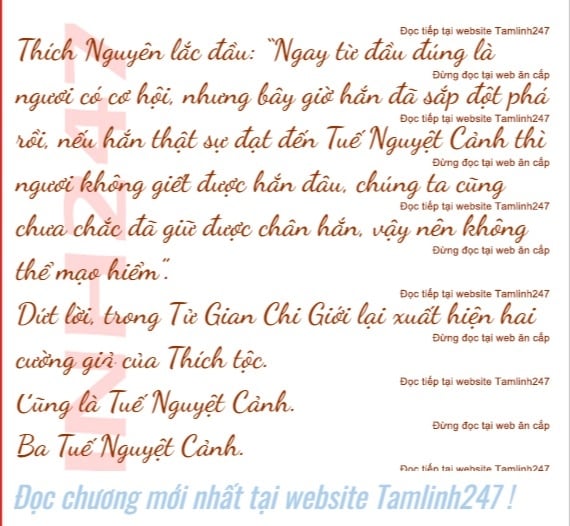 Đọc tiếp tại website Tamlinh247
Thích Nguyên lắc đầu: “Ngay từ đầu đúng là
Đừng đọc tại web ăn cắp
ngươi có cơ hội, nhưng bây giờ hắn đã sắp đột phá
Đọc tiếp tại website Tamlinh247
rồi, nếu hắn thật sự đạt đến Tuế Nguyệt Cảnh thì
Đừng đọc tại web ăn cắp
ngươi không giết được hắn đâu, chúng ta cũng
Đọc tiếp tại website Tamlinh247
chưa chắc đã giữ được chân hắn, vậy nên không
Đừng đọc tại web ăn cắp
thể mạo hiểm”.
Đọc tiếp tại website Tamlinh247
Dứt lời, trong Tử Gian Chi Giới lại xuất hiện hai
Đừng đọc tại web ăn cắp
cường giả của Thích tộc.
Đọc tiếp tại website Tamlinh247
Cũng là Tuế Nguyệt Cảnh.
Đừng đọc tại web ăn cắp
Ba Tuế Nguyệt Cảnh.
Đọc tiếp tại website Tamlinh247
Đọc chương mới nhất tại website Tamlinh247 !
INH247